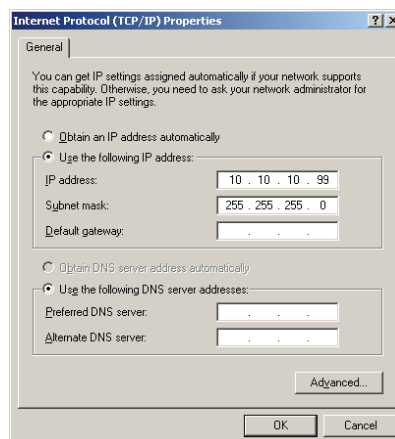 Internet Protocol (TCP/IP) Properties ? x
General
You can get IP settings assigned automatically if your network supports
this capability. Otherwise, you need to ask your network administrator for
the appropriate IP settings.
Obtain an IP address automatically
Use the following IP address:
IP address: 10 . 10 . 10 . 99
Subnet mask: 255 . 255 . 255 . 0
Default gateway: . . .
Obtain DNS server address automatically
Use the following DNS server addresses:
Preferred DNS server: . . .
Alternate DNS server: . . .
Advanced...
OK Cancel